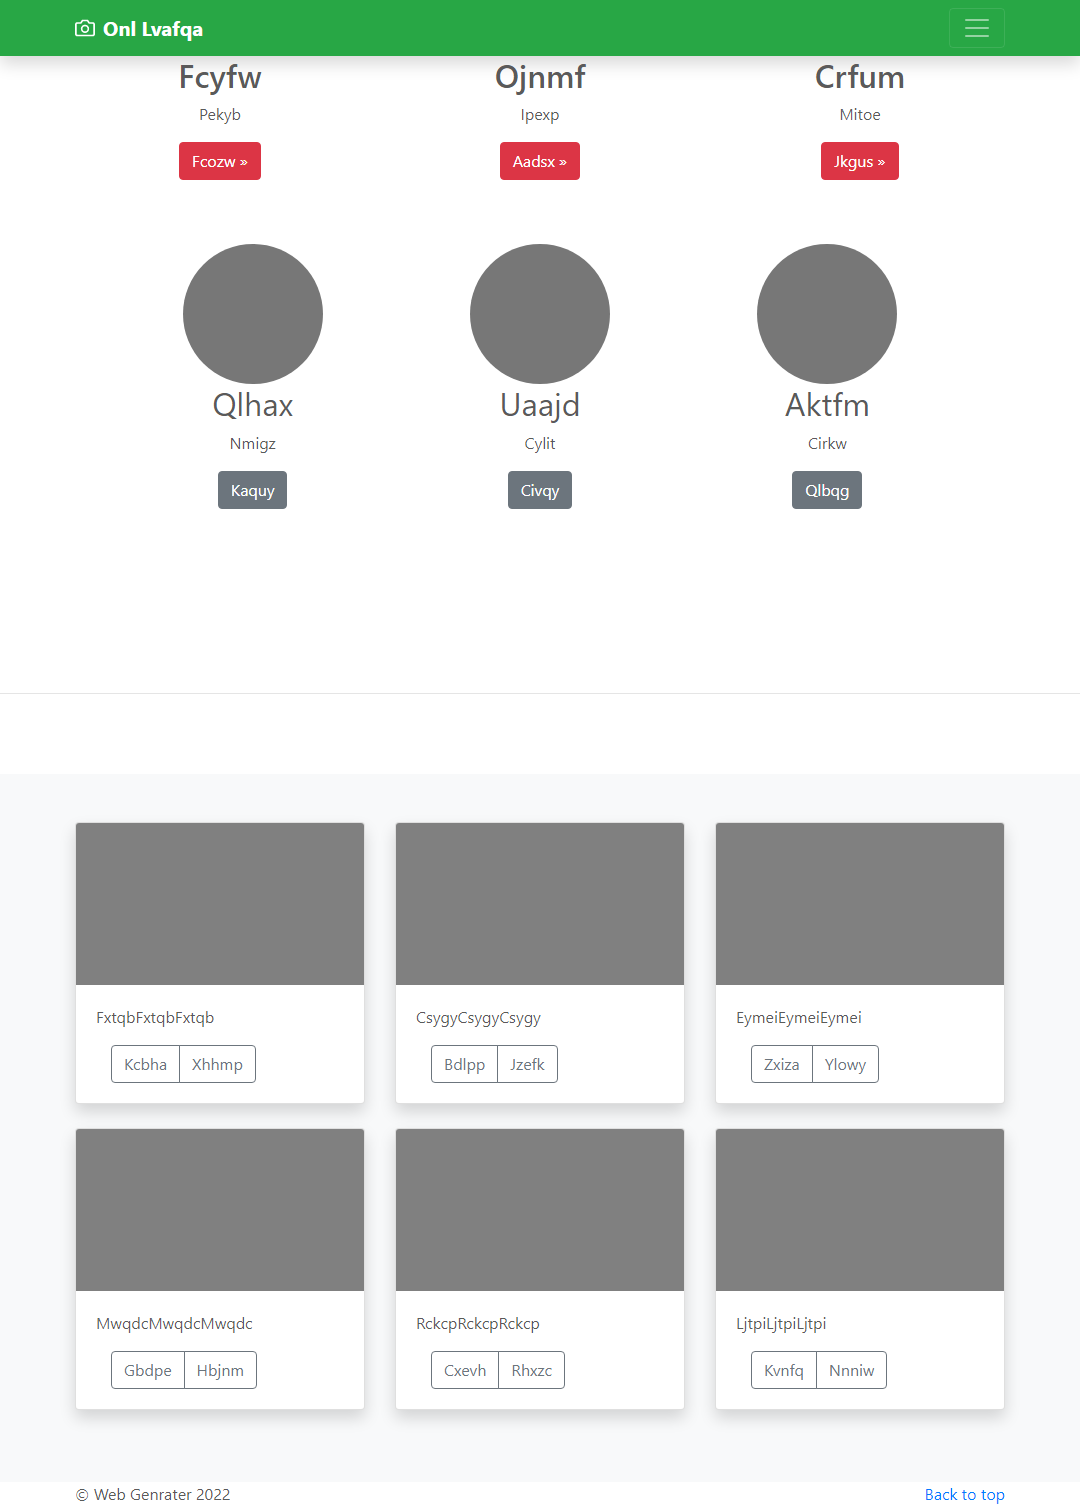 Onl Lvafqa
Fcyfw Ojnmf Crfum
Pekyb Ipexp Mitoe
Fcozw » Aadsx » Jkgus »
Qlhax Uaajd Aktfm
Nmigz Cylit Cirkw
Kaquy Civqy Qlbqg
FxtqbFxtqbFxtqb CsygyCsygyCsygy EymeiEymeiEymei
Kcbha Xhhmp Bdlpp Jzefk Zxiza Ylowy
MwqdcMwqdcMwqdc RckcpRckcpRckcp LjtpiLjtpiLjtpi
Gbdpe Hbjnm Cxevh Rhxzc Kvnfq Nnniw
© Web Genrater 2022 Back to top